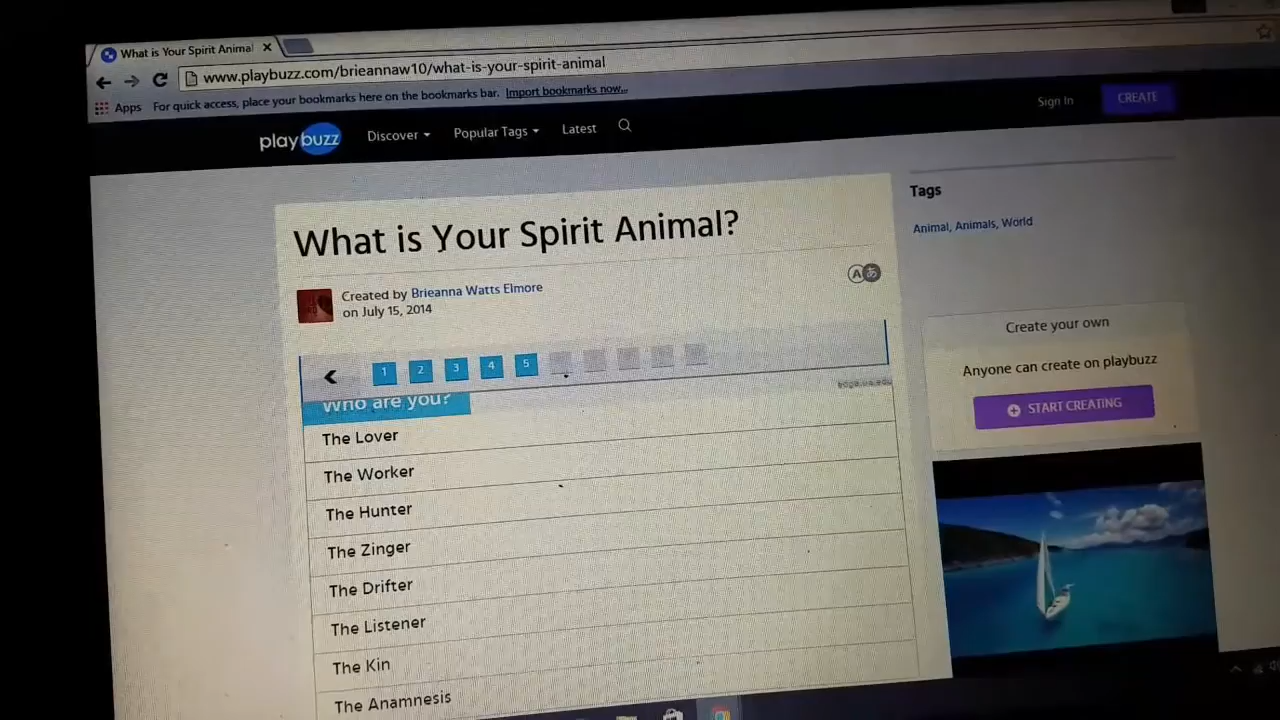 What is Your Spirit Animal
www.playbuzz.com/brieannaw10/what-is-your-spirit-animal
Apps For quick access, place your bookmarks here on the bookmarks bar. Import bookmarks now...
playbuzz Discover Popular Tags Latest Sign In CREATE
What is Your Spirit Animal?
Created by Brieanna Watts Elmore
on July 15, 2014
A あ
1 2 3 4 5
Who are you?
The Lover
The Worker
The Hunter
The Zinger
The Drifter
The Listener
The Kin
The Anamnesis
Tags
Animal, Animals, World
Create your own
Anyone can create on playbuzz
START CREATING